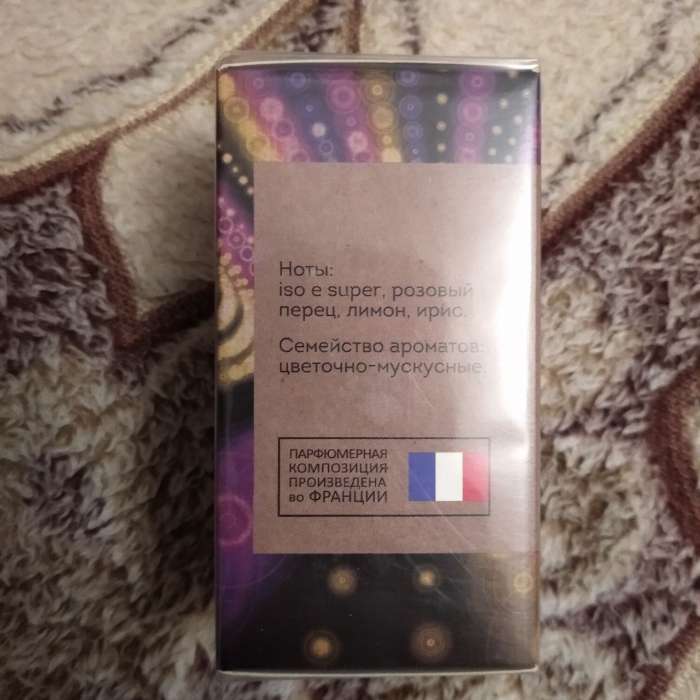 Ноты:
iso e super, розовый
перец, лимон, ирис.
Семейство ароматов:
цветочно-мускусные.
ПАРФЮМЕРНАЯ
КОМПОЗИЦИЯ
ПРОИЗВЕДЕНА
во ФРАНЦИИ